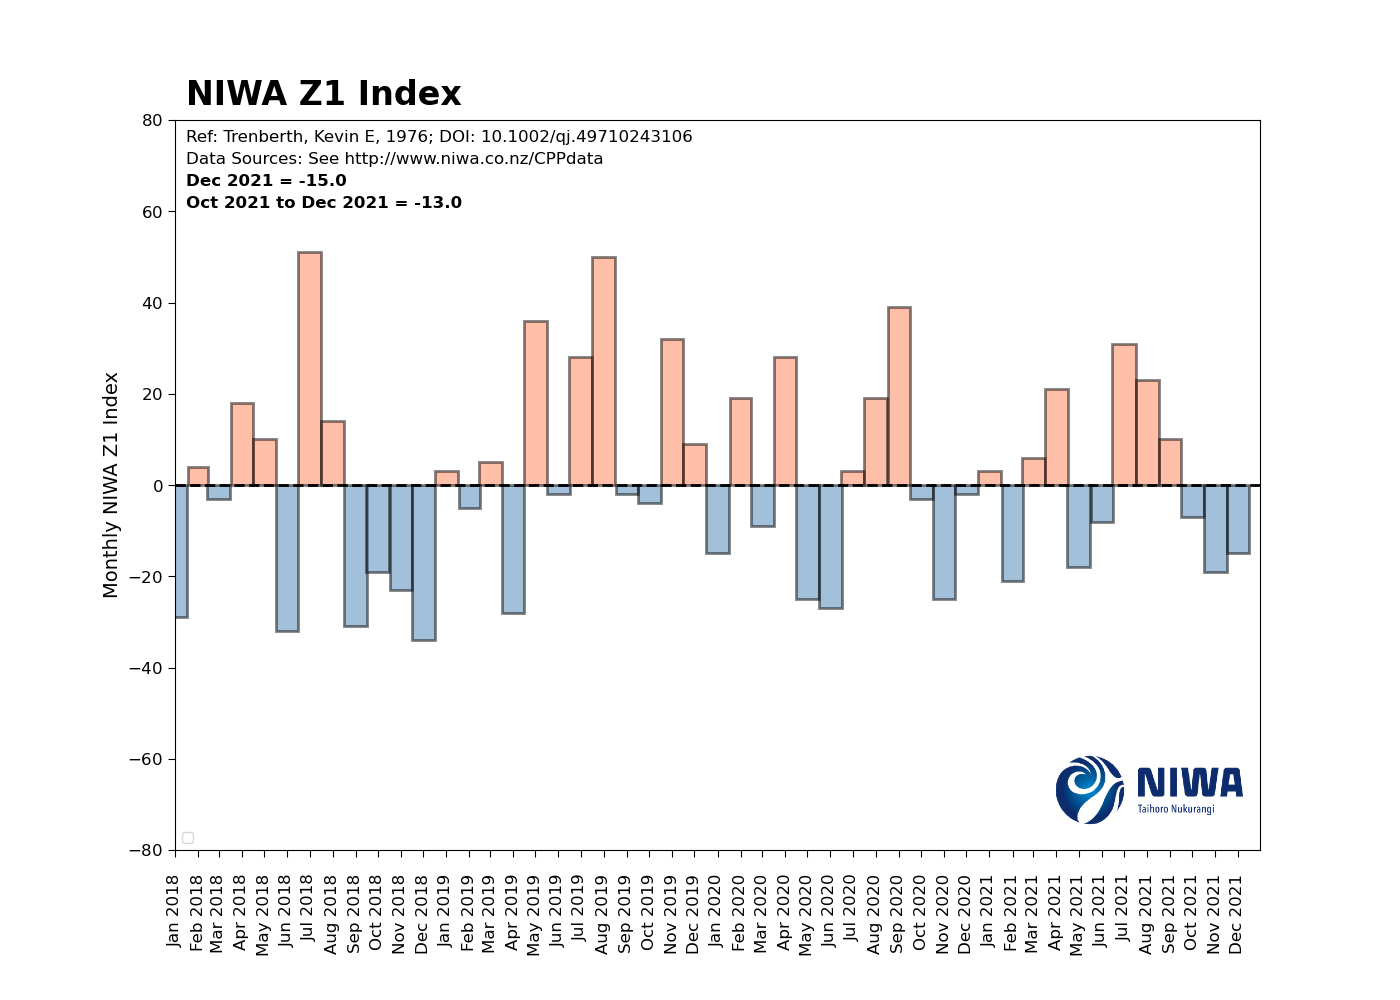 NIWA Z1 Index
Ref: Trenberth, Kevin E, 1976; DOI: 10.1002/qj.49710243106
Data Sources: See http://www.niwa.co.nz/CPPdata
Dec 2021 = -15.0
Oct 2021 to Dec 2021 = -13.0
Monthly NIWA Z1 Index
80
60
40
20
0
−20
−40
−60
−80
NIWA
Taihoro Nukurangi
Jan 2018
Feb 2018
Mar 2018
Apr 2018
May 2018
Jun 2018
Jul 2018
Aug 2018
Sep 2018
Oct 2018
Nov 2018
Dec 2018
Jan 2019
Feb 2019
Mar 2019
Apr 2019
May 2019
Jun 2019
Jul 2019
Aug 2019
Sep 2019
Oct 2019
Nov 2019
Dec 2019
Jan 2020
Feb 2020
Mar 2020
Apr 2020
May 2020
Jun 2020
Jul 2020
Aug 2020
Sep 2020
Oct 2020
Nov 2020
Dec 2020
Jan 2021
Feb 2021
Mar 2021
Apr 2021
May 2021
Jun 2021
Jul 2021
Aug 2021
Sep 2021
Oct 2021
Nov 2021
Dec 2021